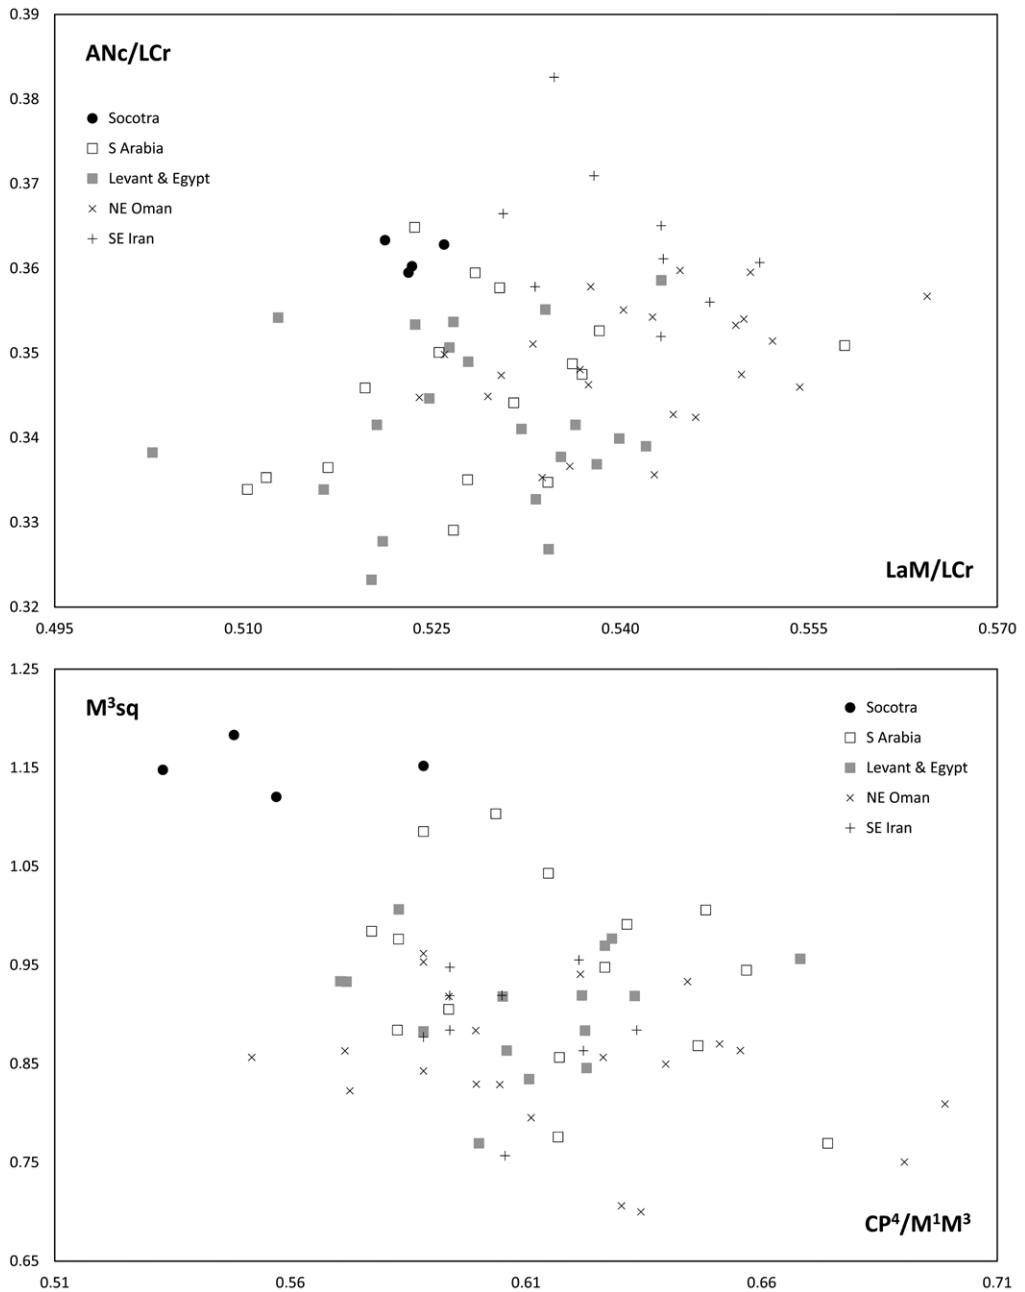 0.39
ANc/LCr
0.38
Socotra
S Arabia
0.37
Levant & Egypt
NE Oman
SE Iran
0.36
0.35
0.34
0.33
LaM/LCr
0.32
0.495 0.510 0.525 0.540 0.555 0.570
1.25
M³sq
Socotra
S Arabia
1.15
Levant & Egypt
NE Oman
SE Iran
1.05
0.95
0.85
0.75
CP⁴/M¹M³
0.65
0.51 0.56 0.61 0.66 0.71